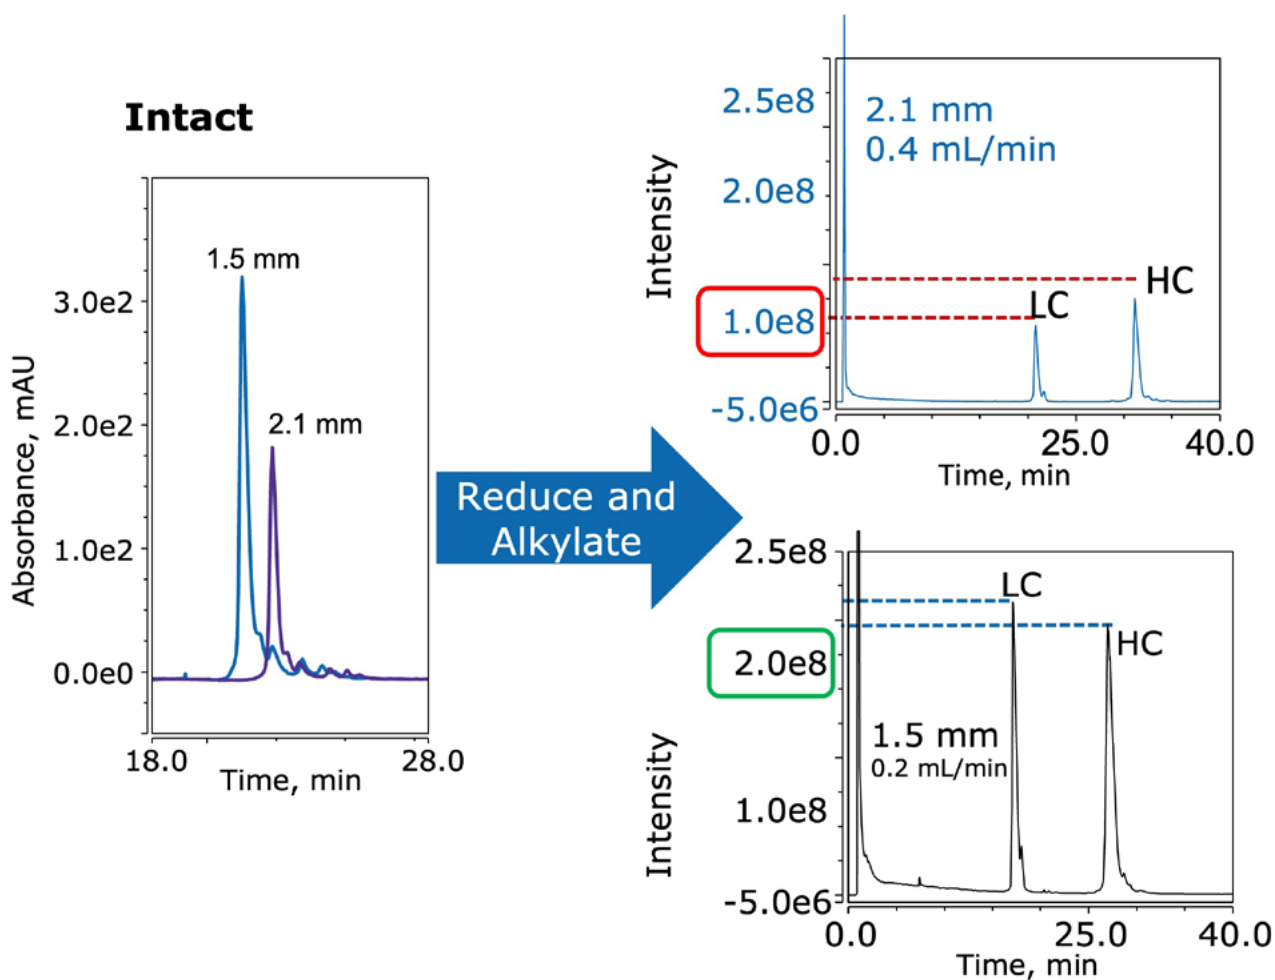 Intact
Absorbance, mAU
3.0e2
2.0e2
1.0e2
0.0e0
1.5 mm
2.1 mm
18.0
28.0
Time, min
Reduce and
Alkylate
Intensity
2.5e8
2.0e8
1.0e8
-5.0e6
2.1 mm
0.4 mL/min
LC
HC
0.0
25.0
40.0
Time, min
Intensity
2.5e8
2.0e8
1.0e8
-5.0e6
LC
HC
1.5 mm
0.2 mL/min
0.0
25.0
40.0
Time, min